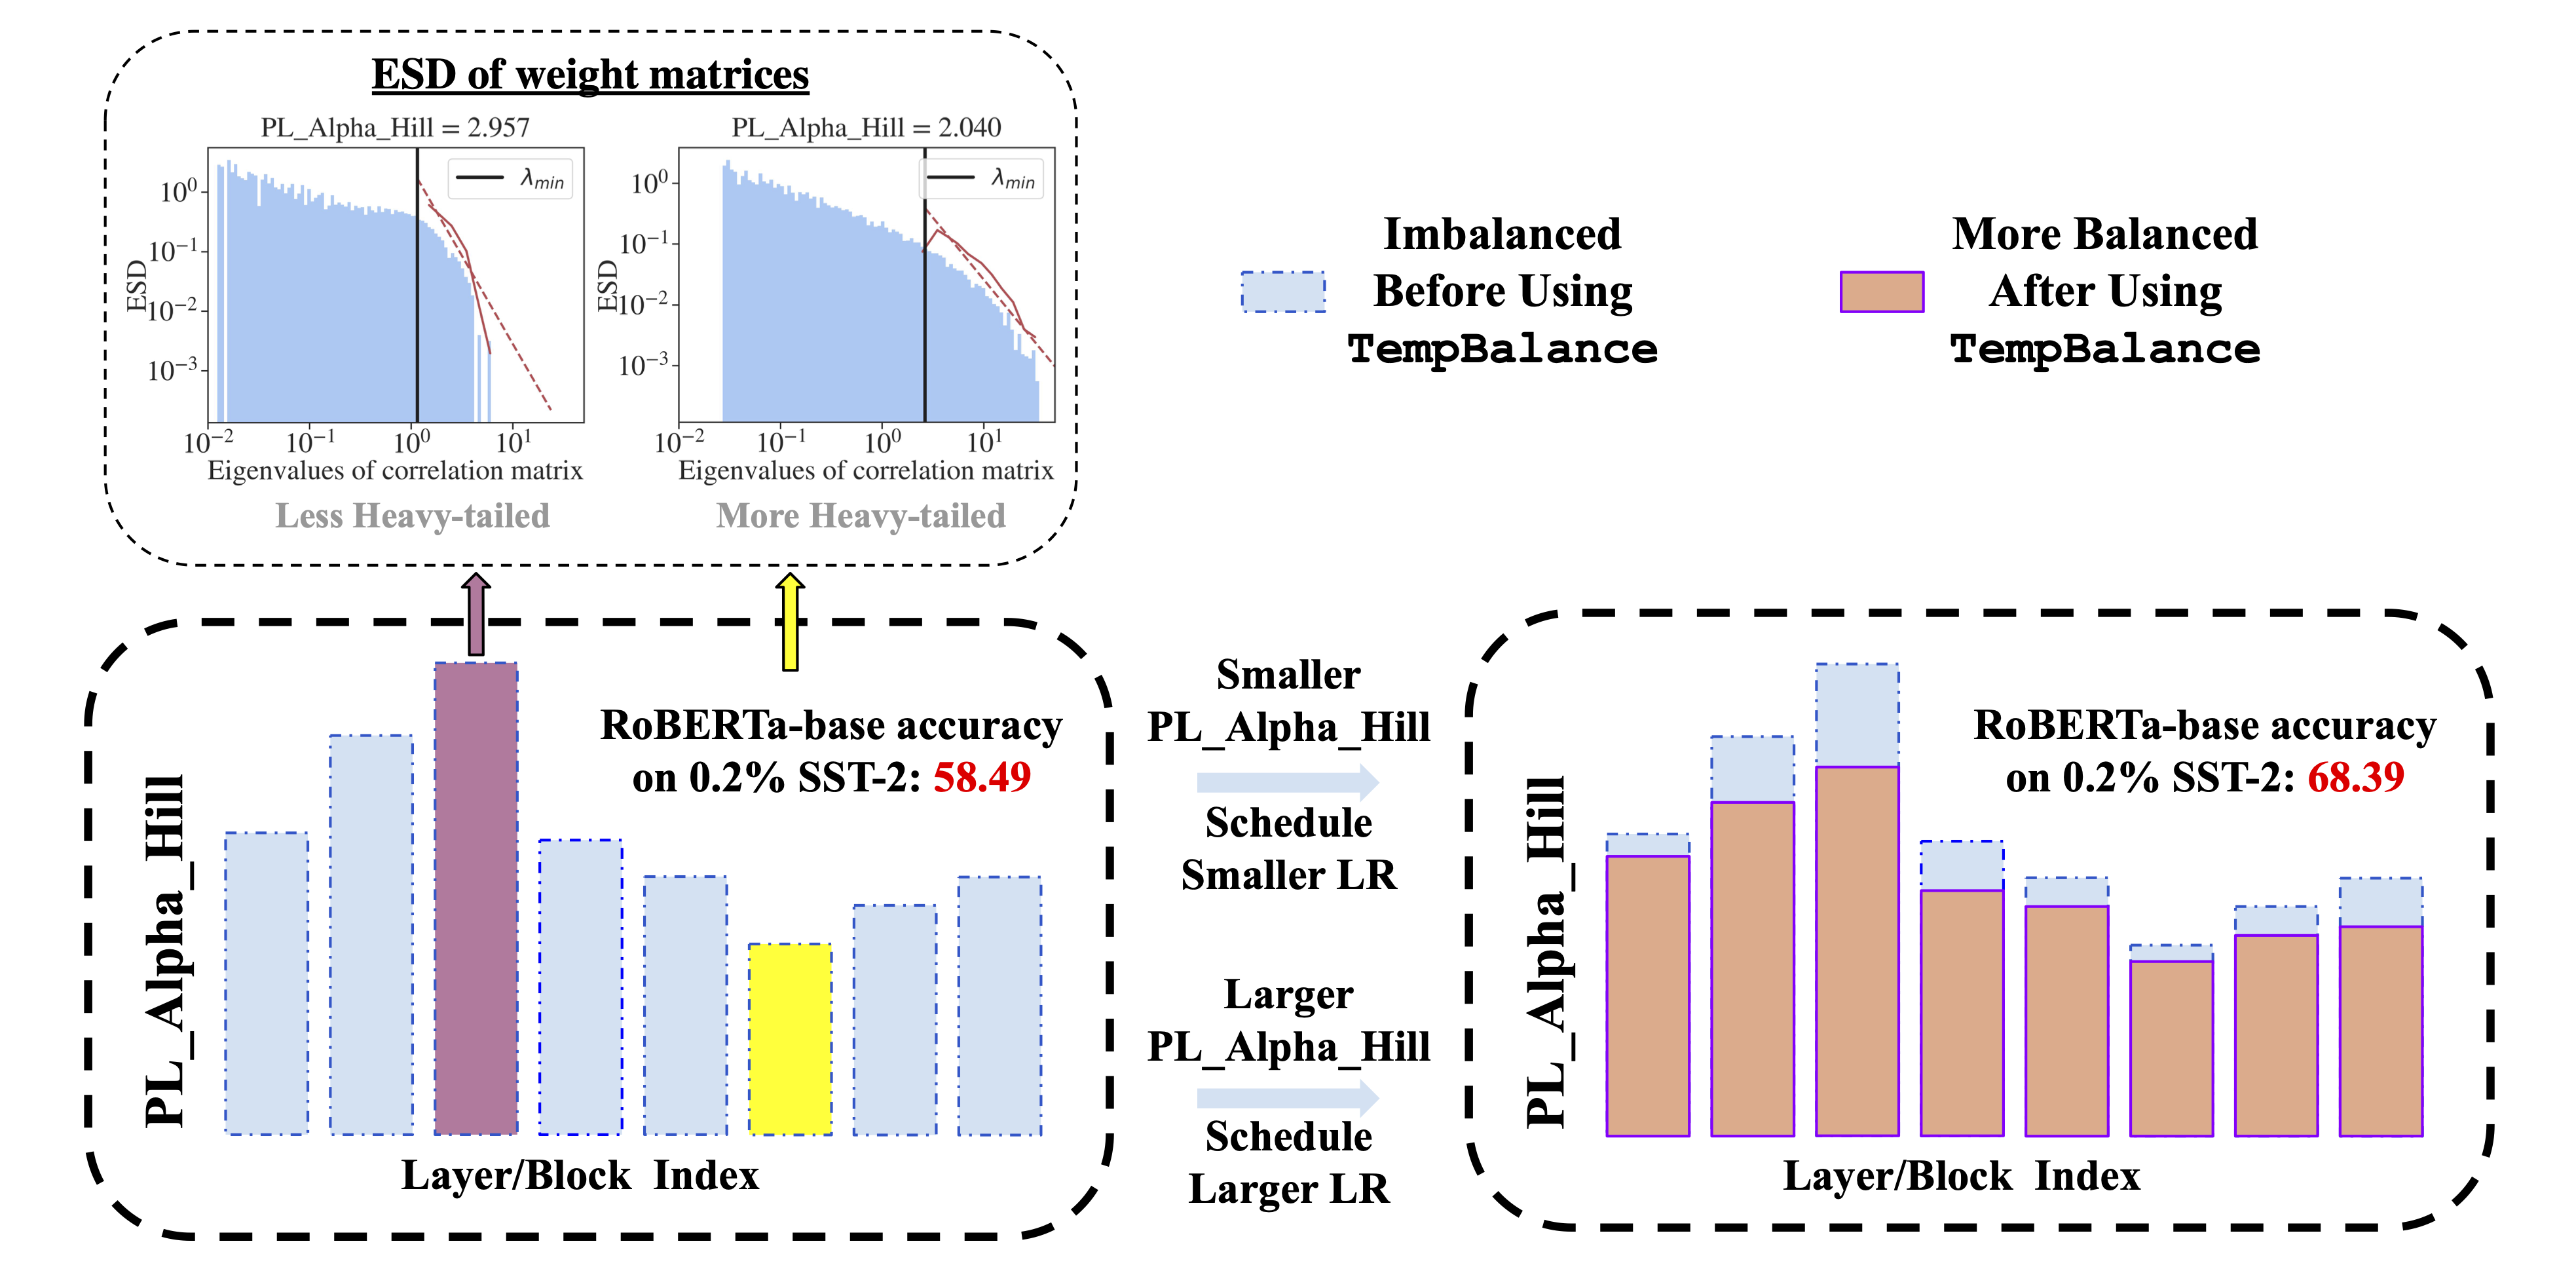 ESD of weight matrices
PL_Alpha_Hill = 2.957
λmin
10⁰
10⁻¹
10⁻²
10⁻³
ESD
10⁻² 10⁻¹ 10⁰ 10¹
Eigenvalues of correlation matrix
Less Heavy-tailed
PL_Alpha_Hill = 2.040
λmin
10⁰
10⁻¹
10⁻²
10⁻³
ESD
10⁻² 10⁻¹ 10⁰ 10¹
Eigenvalues of correlation matrix
More Heavy-tailed
Imbalanced
Before Using
TempBalance
More Balanced
After Using
TempBalance
RoBERTa-base accuracy
on 0.2% SST-2: 58.49
PL_Alpha_Hill
Layer/Block Index
Smaller
PL_Alpha_Hill
Schedule
Smaller LR
Larger
PL_Alpha_Hill
Schedule
Larger LR
RoBERTa-base accuracy
on 0.2% SST-2: 68.39
PL_Alpha_Hill
Layer/Block Index